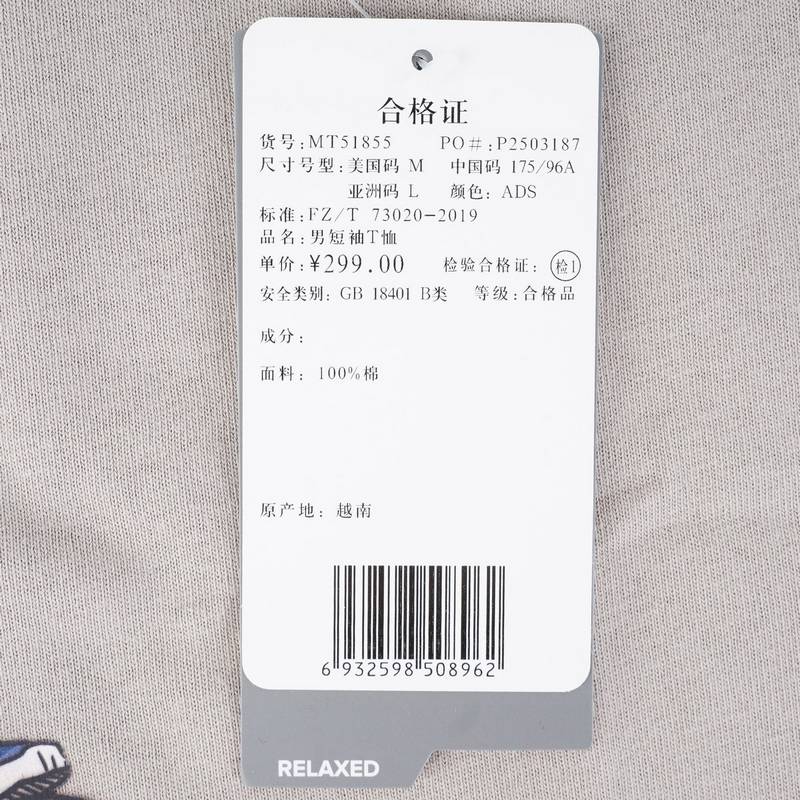 合格证
货号:MT51855 PO#:P2503187
尺寸号型:美国码 M 中国码 175/96A
亚洲码 L 颜色: ADS
标准:FZ/T 73020-2019
品名:男短袖T恤
单价:¥299.00 检验合格证: 检1
安全类别: GB 18401 B类 等级:合格品
成分:
面料: 100%棉
原产地: 越南
6 932598 508962
RELAXED